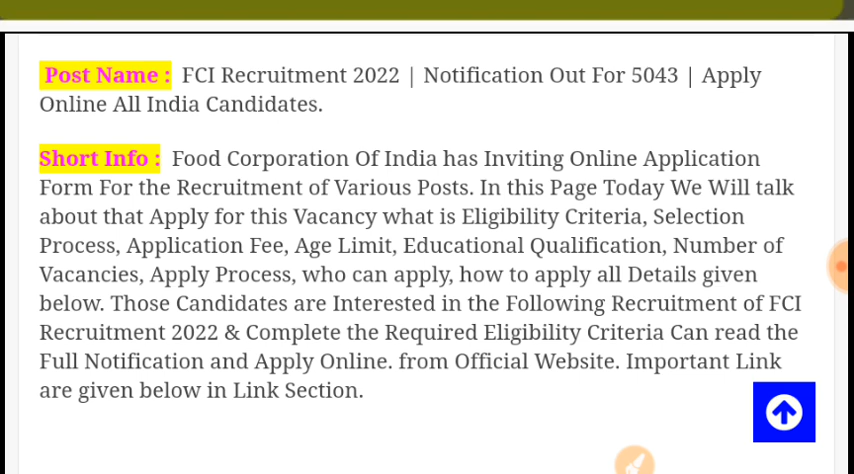 Post Name : FCI Recruitment 2022 | Notification Out For 5043 | Apply
Online All India Candidates.
Short Info : Food Corporation Of India has Inviting Online Application
Form For the Recruitment of Various Posts. In this Page Today We Will talk
about that Apply for this Vacancy what is Eligibility Criteria, Selection
Process, Application Fee, Age Limit, Educational Qualification, Number of
Vacancies, Apply Process, who can apply, how to apply all Details given
below. Those Candidates are Interested in the Following Recruitment of FCI
Recruitment 2022 & Complete the Required Eligibility Criteria Can read the
Full Notification and Apply Online. from Official Website. Important Link
are given below in Link Section.